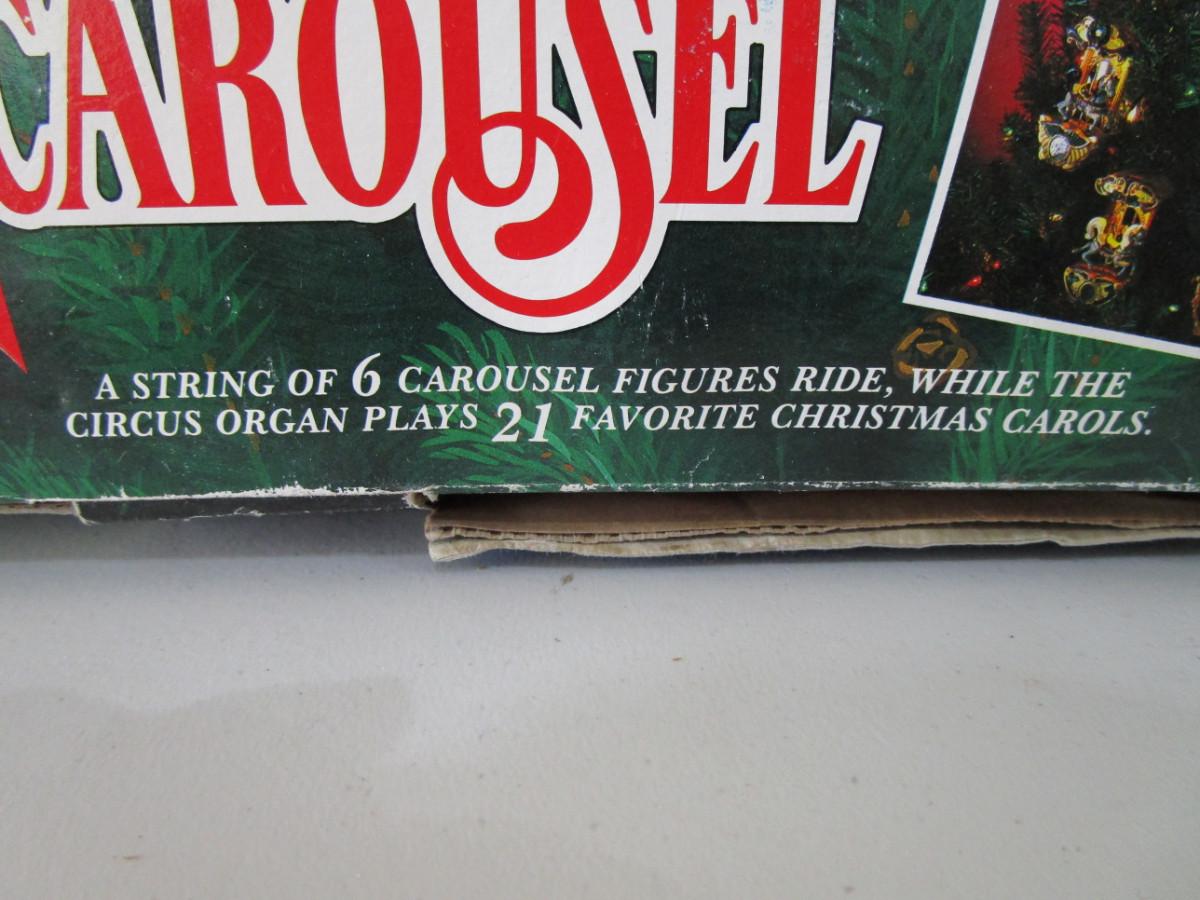 CAROUSEL
A STRING OF 6 CAROUSEL FIGURES RIDE, WHILE THE
CIRCUS ORGAN PLAYS 21 FAVORITE CHRISTMAS CAROLS.